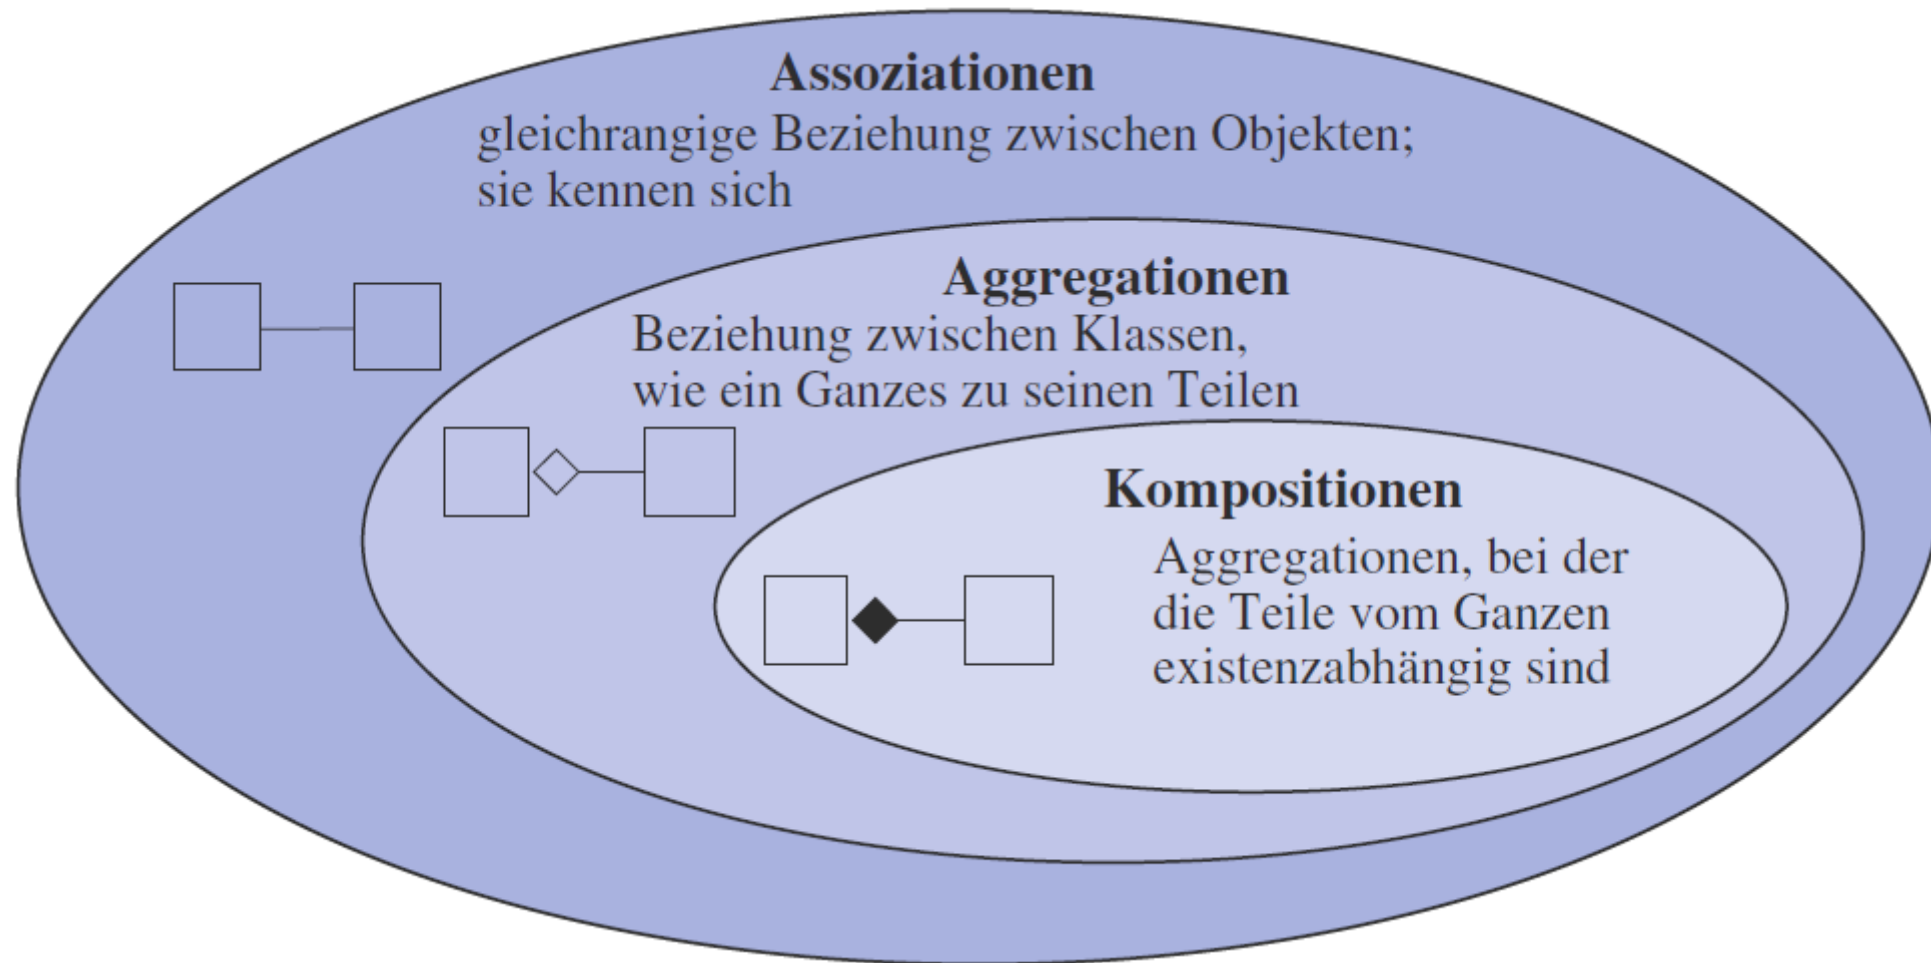 Assoziationen
gleichrangige Beziehung zwischen Objekten;
sie kennen sich
Aggregationen
Beziehung zwischen Klassen,
wie ein Ganzes zu seinen Teilen
Kompositionen
Aggregationen, bei der
die Teile vom Ganzen
existenzabhängig sind